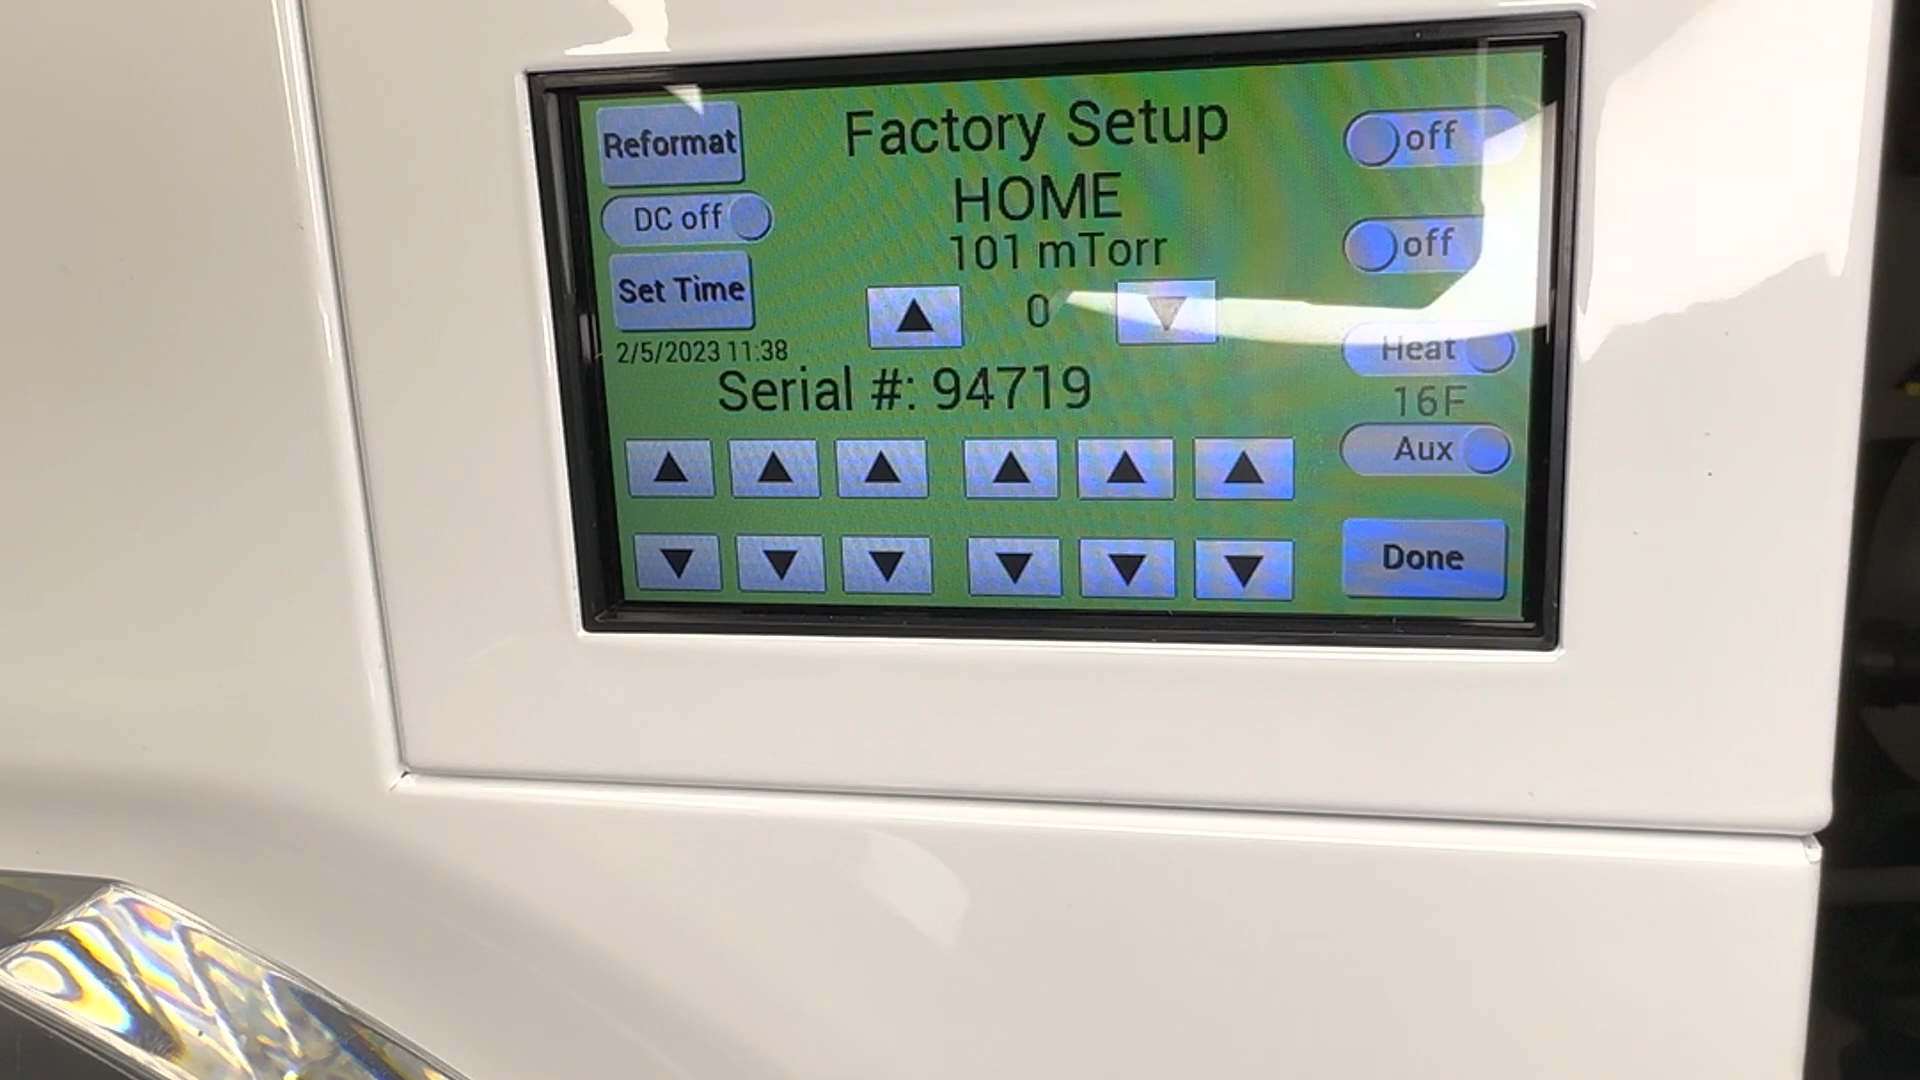 Reformat
Factory Setup
off
HOME
DC off
101 mTorr
off
Set Time
0
2/5/2023 11:38
Heat
Serial #: 94719
16F
Aux
Done